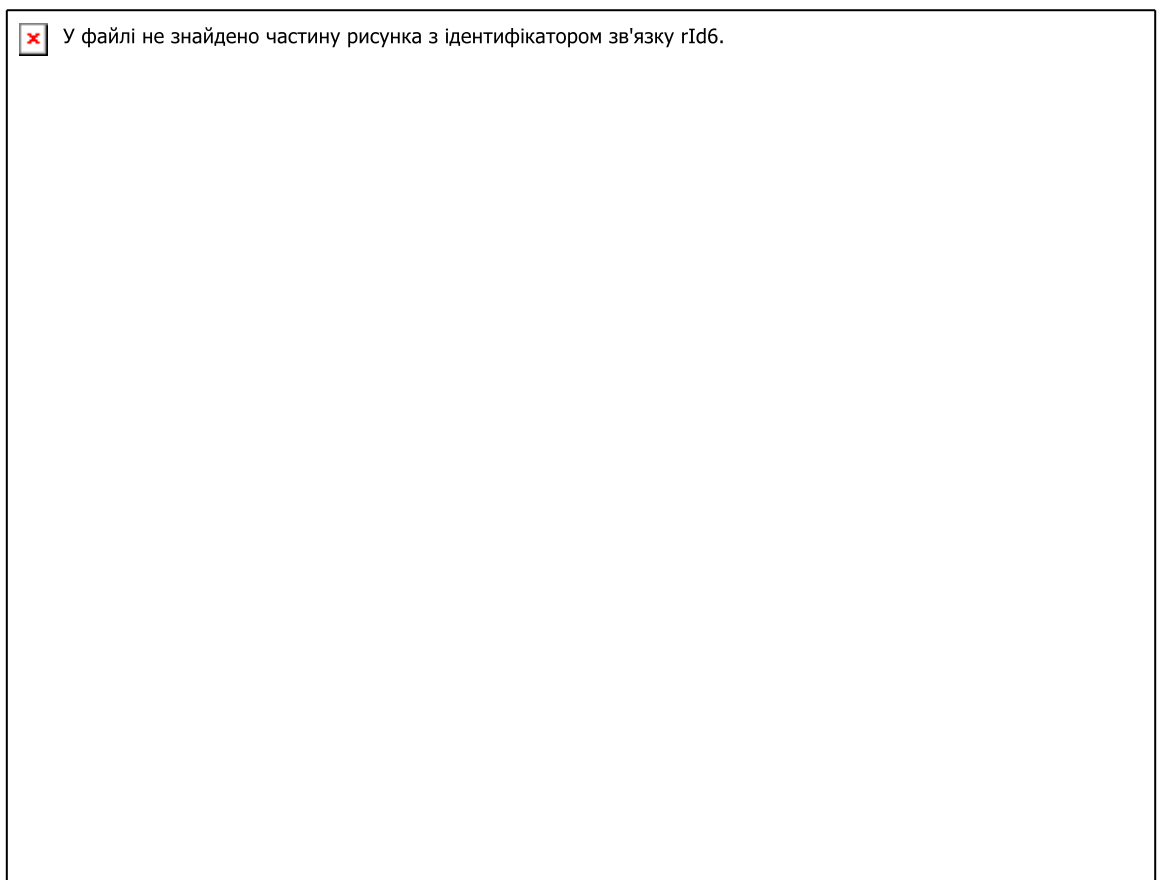 У файлі не знайдено частину рисунка з ідентифікатором зв'язку rId6.